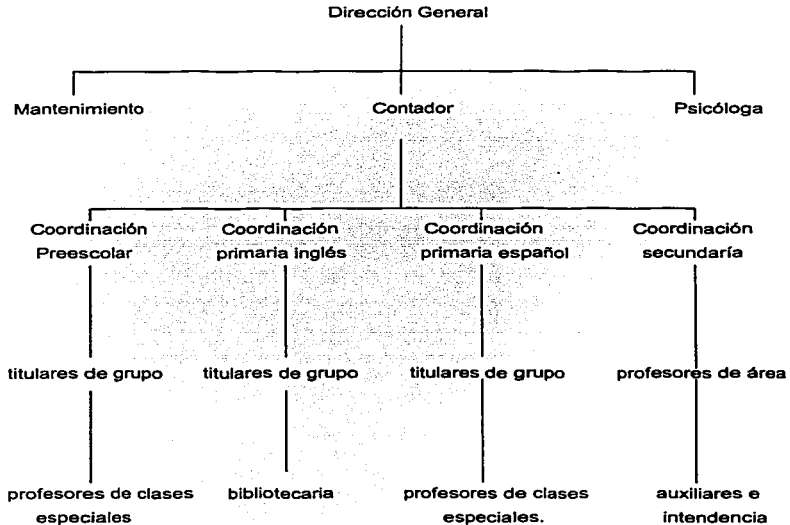 Dirección General
Mantenimiento
Contador
Psicóloga
Coordinación
Preescolar
Coordinación
primaria inglés
Coordinación
primaria español
Coordinación
secundaría
titulares de grupo
titulares de grupo
titulares de grupo
profesores de área
profesores de clases
especiales
bibliotecaria
profesores de clases
especiales.
auxiliares e
intendencia